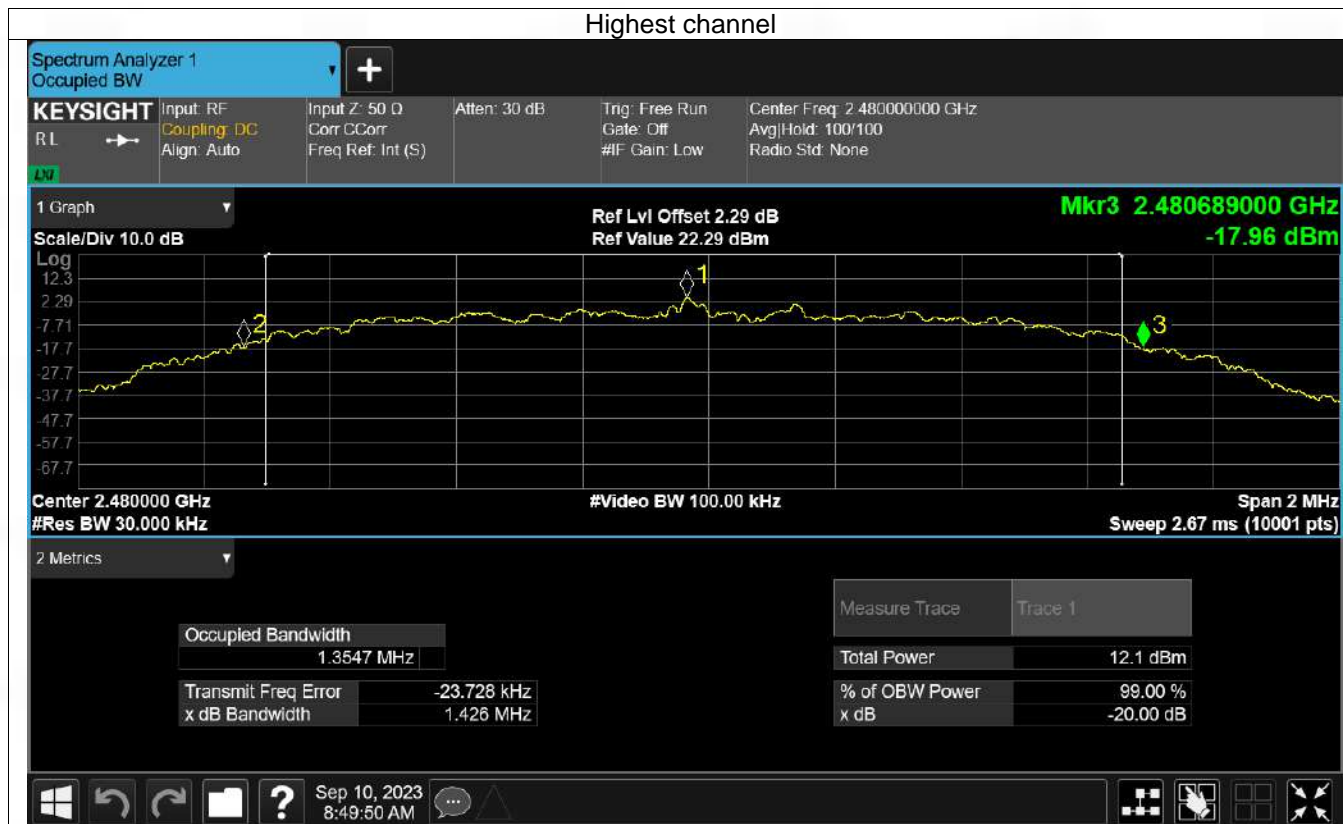 Highest channel
Spectrum Analyzer 1
Occupied BW
+
KEYSIGHT
R L
LXI
Input: RF
Coupling: DC
Align: Auto
Input Z: 50 Ω
Corr CCorr
Freq Ref: Int (S)
Atten: 30 dB
Trig: Free Run
Gate: Off
#IF Gain: Low
Center Freq: 2.480000000 GHz
Avg|Hold: 100/100
Radio Std: None
1 Graph
Scale/Div 10.0 dB
Ref Lvl Offset 2.29 dB
Ref Value 22.29 dBm
Mkr3 2.480689000 GHz
-17.96 dBm
Log
12.3
2.29
-7.71
-17.7
-27.7
-37.7
-47.7
-57.7
-67.7
1
2
3
Center 2.480000 GHz
#Res BW 30.000 kHz
#Video BW 100.00 kHz
Span 2 MHz
Sweep 2.67 ms (10001 pts)
2 Metrics
Measure Trace Trace 1
Occupied Bandwidth
1.3547 MHz
Total Power 12.1 dBm
Transmit Freq Error -23.728 kHz
% of OBW Power 99.00 %
x dB Bandwidth 1.426 MHz
x dB -20.00 dB
?
Sep 10, 2023
8:49:50 AM